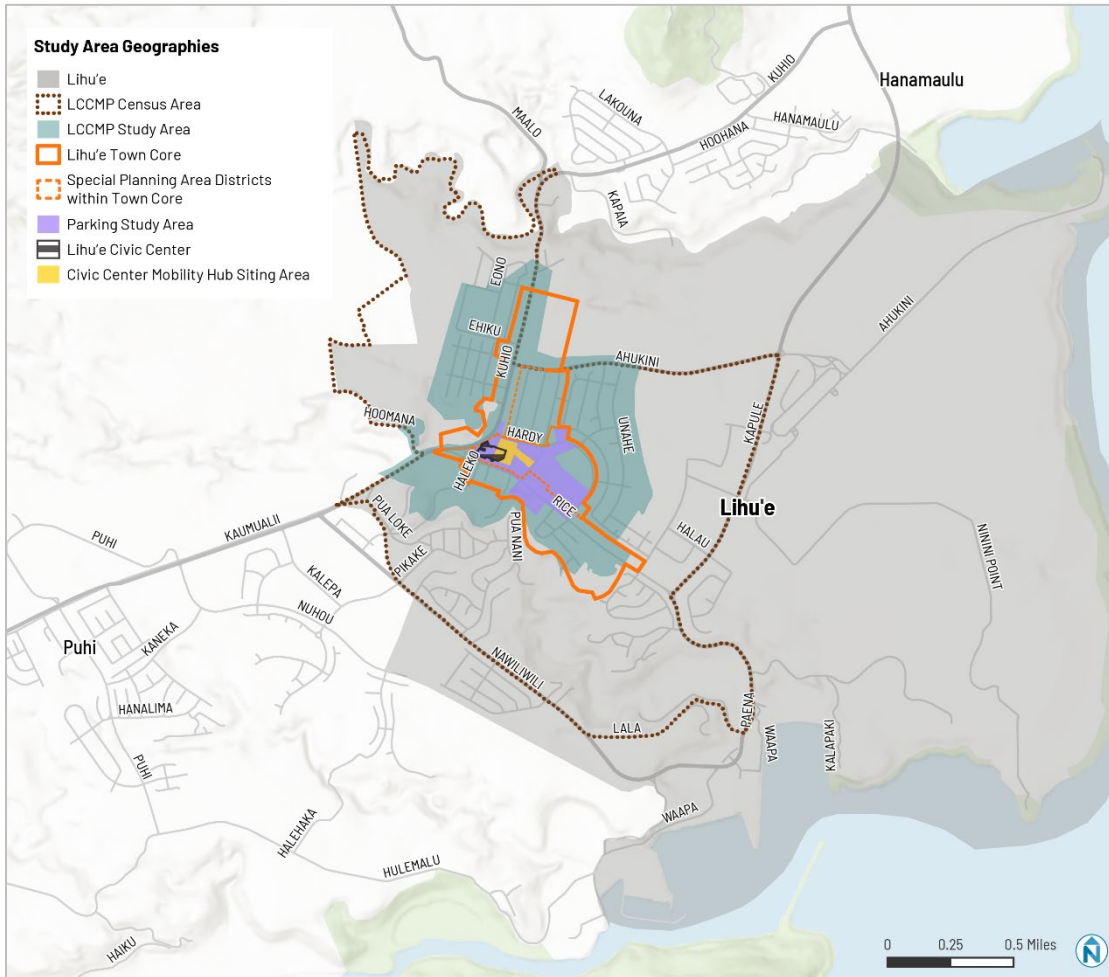 Study Area Geographies
Lihu'e
LCCMP Census Area
LCCMP Study Area
Lihu'e Town Core
Special Planning Area Districts
within Town Core
Parking Study Area
Lihu'e Civic Center
Civic Center Mobility Hub Siting Area
KUHIO
Hanamaulu
LAKOUNA
MAALO
HOOHANA
HANAMAULU
KAPAIA
EONO
EHIKU
KUHIO
AHUKINI
AHUKINI
HOOMANA
HARDY
UNAHE
KAPULE
HALEKO
RICE
Lihu'e
PUA LOKE
PUA NANI
HALAU
NININI POINT
KAUMUALII
PUHI
PIKAKE
KALEPA
NUHOU
KANEKA
Puhi
NAWILIWILI
HANALIMA
LALA
PAENA
WAAPA
KALAPAKI
PUHI
WAAPA
HALEHAKA
HULEMALU
HAIKU
0 0.25 0.5 Miles
N